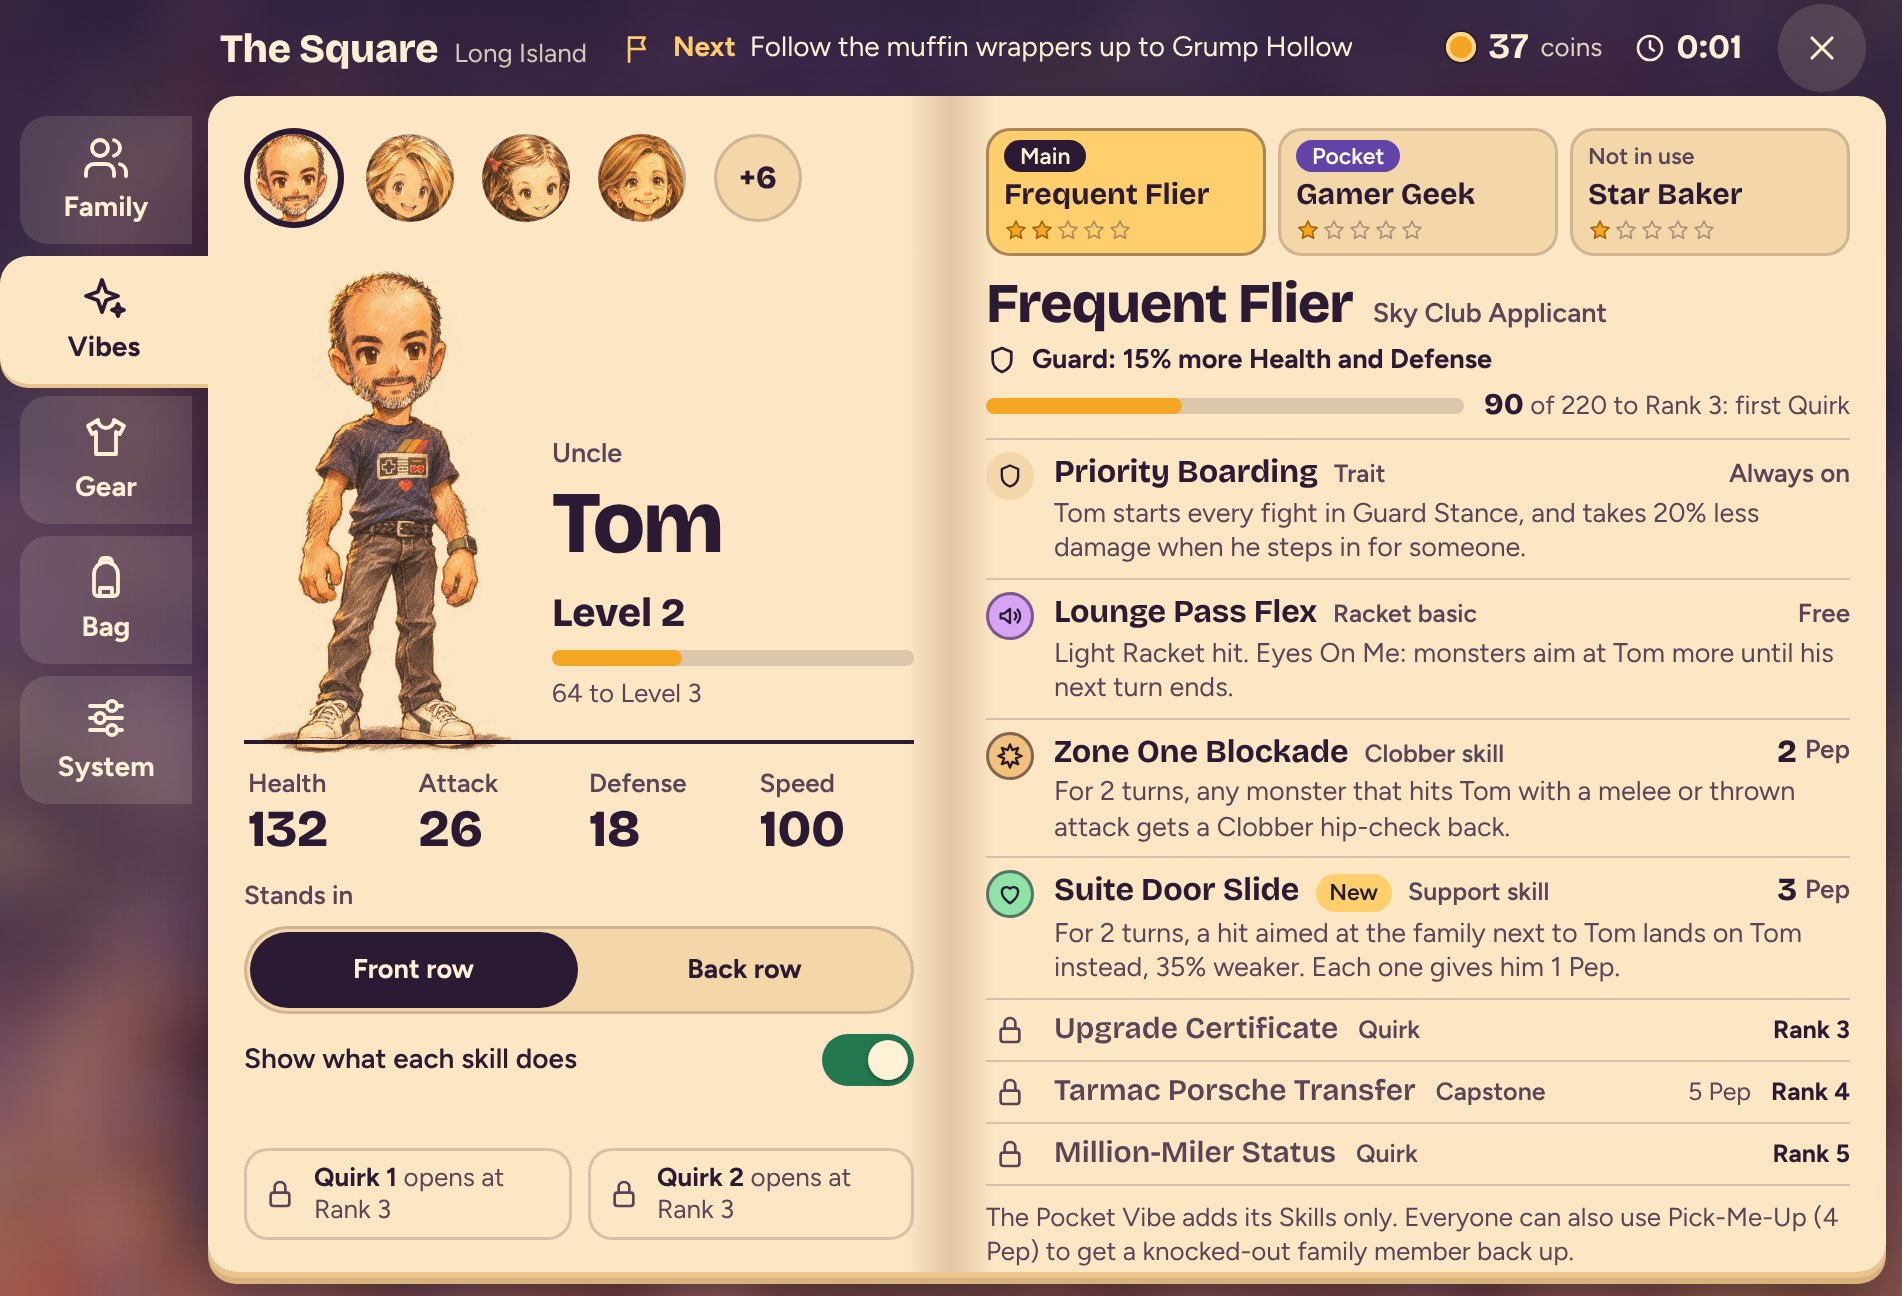 The Square Long Island Next Follow the muffin wrappers up to Grump Hollow 37 coins 0:01
Family
Vibes
Gear
Bag
System
+6
Uncle
Tom
Level 2
64 to Level 3
Health Attack Defense Speed
132 26 18 100
Stands in
Front row Back row
Show what each skill does
Quirk 1 opens at
Rank 3
Quirk 2 opens at
Rank 3
Main
Frequent Flier
Pocket
Gamer Geek
Not in use
Star Baker
Frequent Flier Sky Club Applicant
Guard: 15% more Health and Defense
90 of 220 to Rank 3: first Quirk
Priority Boarding Trait Always on
Tom starts every fight in Guard Stance, and takes 20% less
damage when he steps in for someone.
Lounge Pass Flex Racket basic Free
Light Racket hit. Eyes On Me: monsters aim at Tom more until his
next turn ends.
Zone One Blockade Clobber skill 2 Pep
For 2 turns, any monster that hits Tom with a melee or thrown
attack gets a Clobber hip-check back.
Suite Door Slide New Support skill 3 Pep
For 2 turns, a hit aimed at the family next to Tom lands on Tom
instead, 35% weaker. Each one gives him 1 Pep.
Upgrade Certificate Quirk Rank 3
Tarmac Porsche Transfer Capstone 5 Pep Rank 4
Million-Miler Status Quirk Rank 5
The Pocket Vibe adds its Skills only. Everyone can also use Pick-Me-Up (4
Pep) to get a knocked-out family member back up.